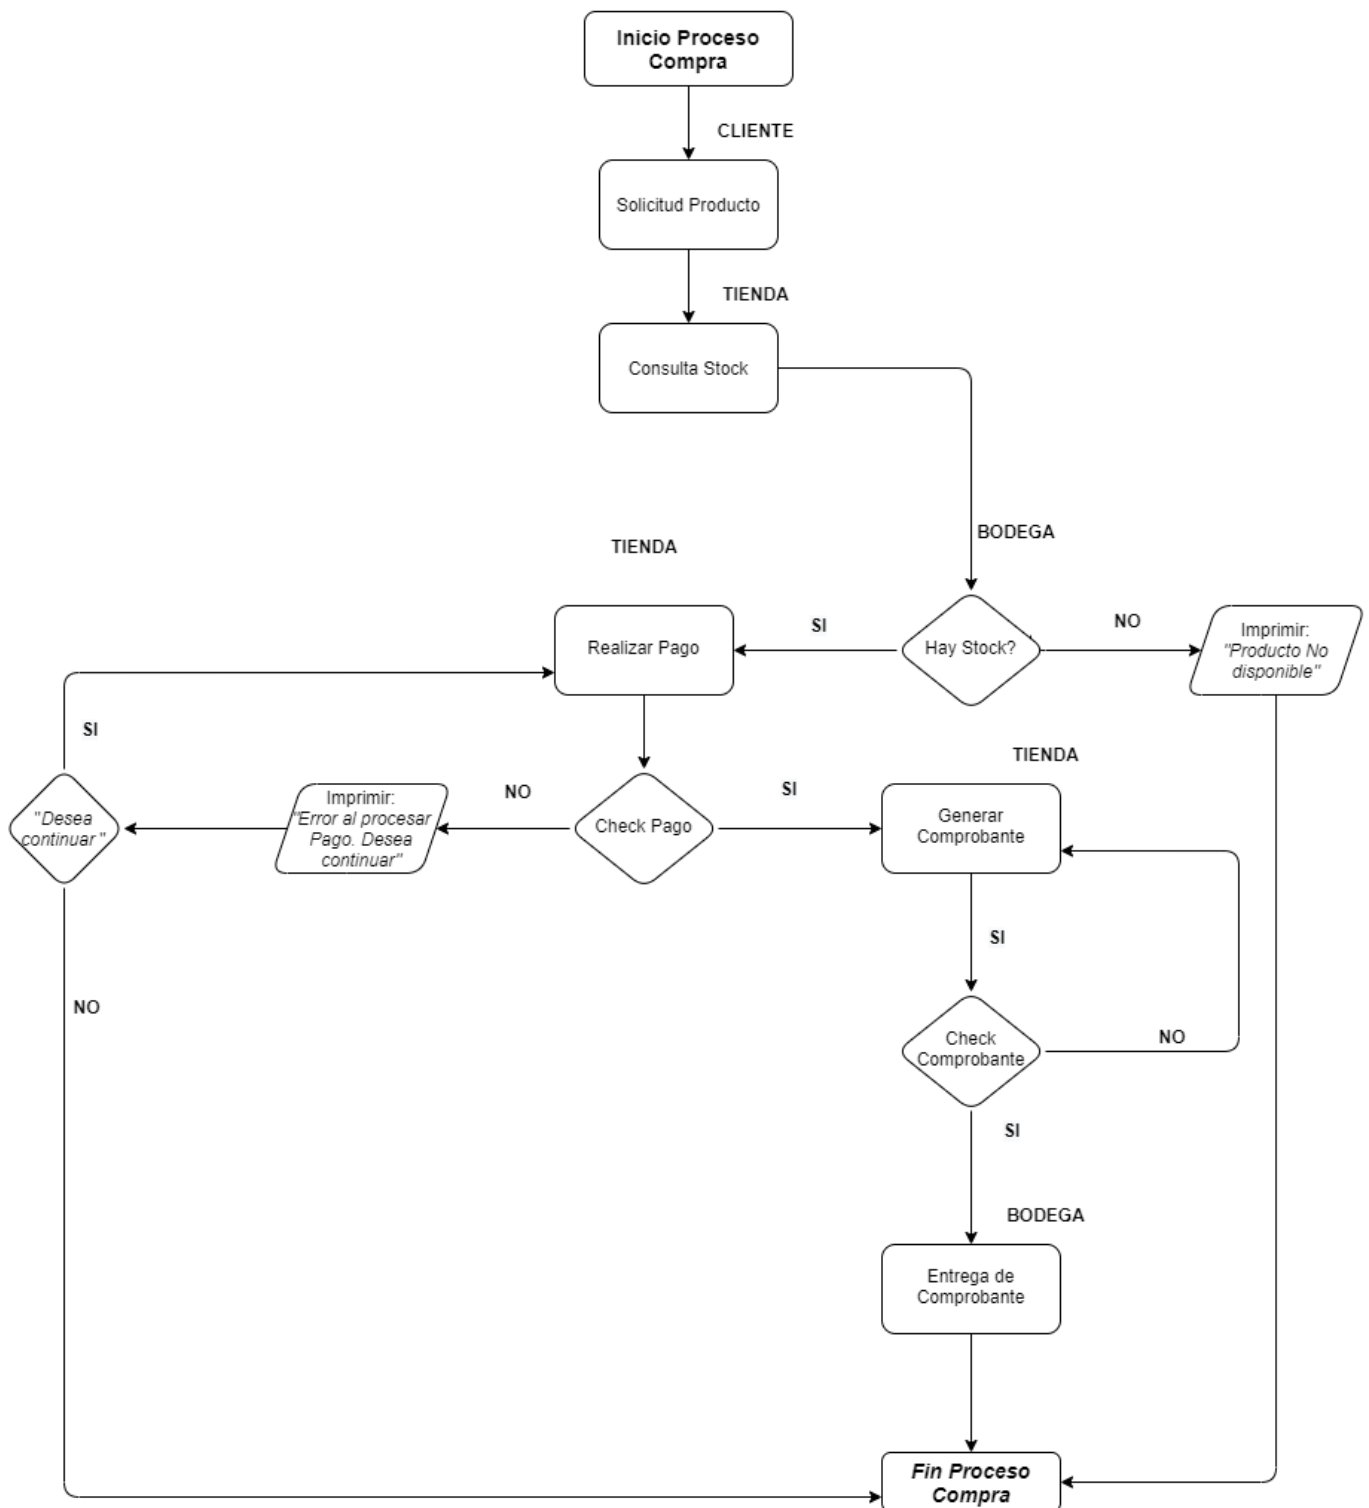 Inicio Proceso
Compra
CLIENTE
Solicitud Producto
TIENDA
Consulta Stock
BODEGA
TIENDA
Realizar Pago
SI
Hay Stock?
NO
Imprimir:
"Producto No
disponible"
SI
"Desea
continuar "
Imprimir:
"Error al procesar
Pago. Desea
continuar"
NO
Check Pago
SI
TIENDA
Generar
Comprobante
SI
NO
Check
Comprobante
NO
SI
BODEGA
Entrega de
Comprobante
Fin Proceso
Compra